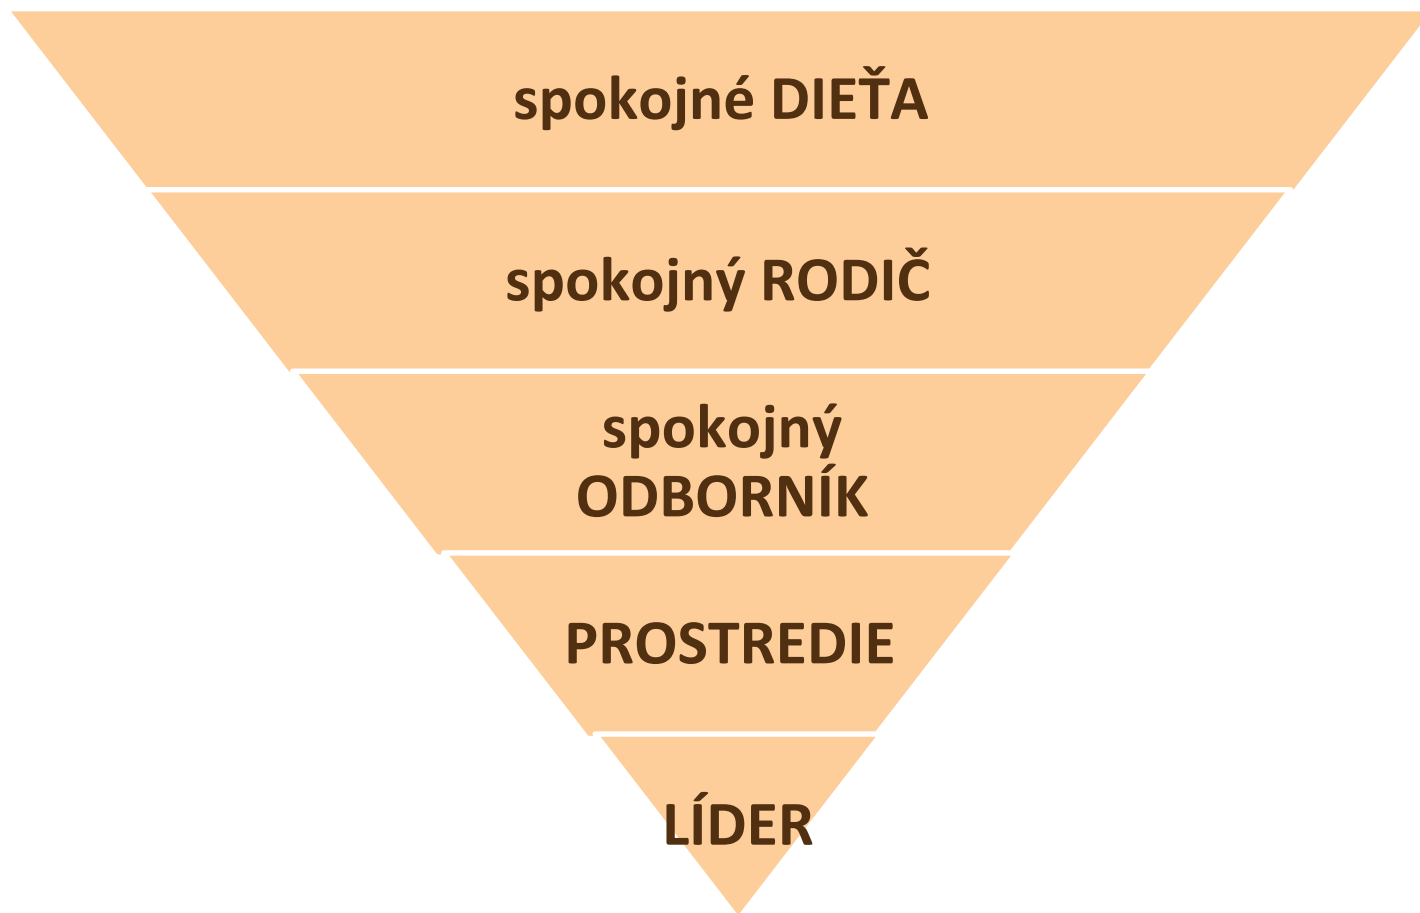 spokojné DIEŤA
spokojný RODIČ
spokojný
ODBORNÍK
PROSTREDIE
LÍDER